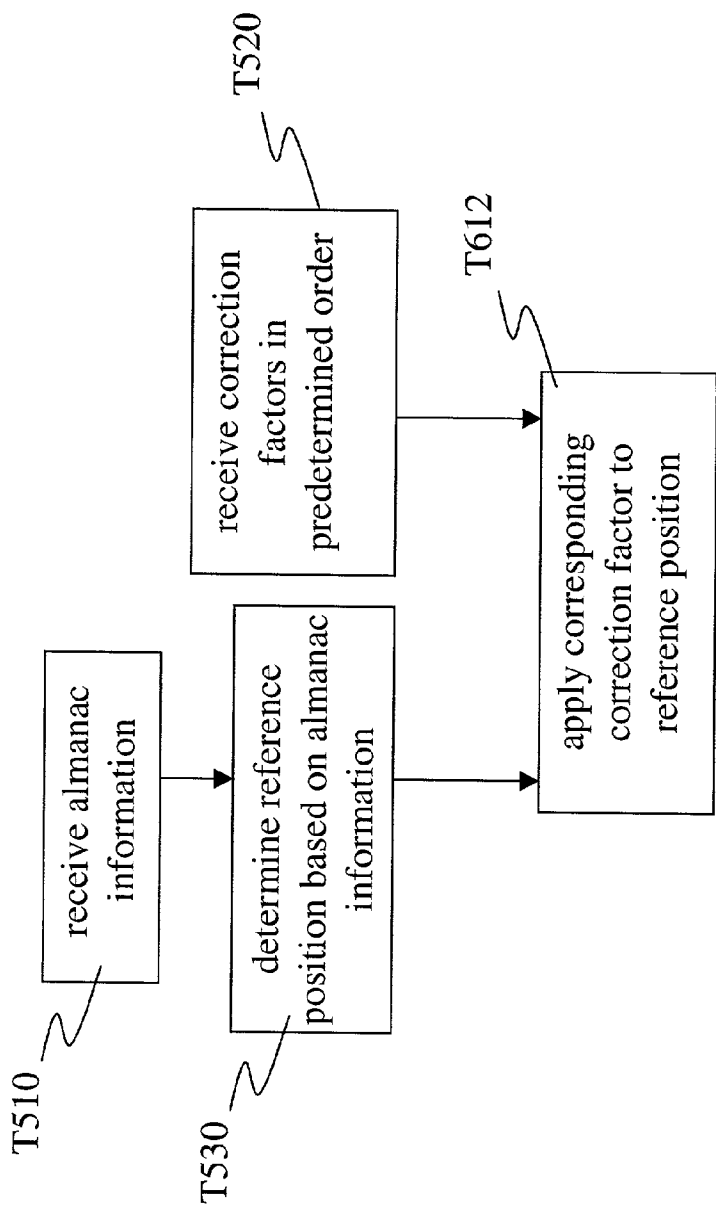 T510
receive almanac
information
T530
determine reference
position based on almanac
information
T520
receive correction
factors in
predetermined order
T612
apply corresponding
correction factor to
reference position